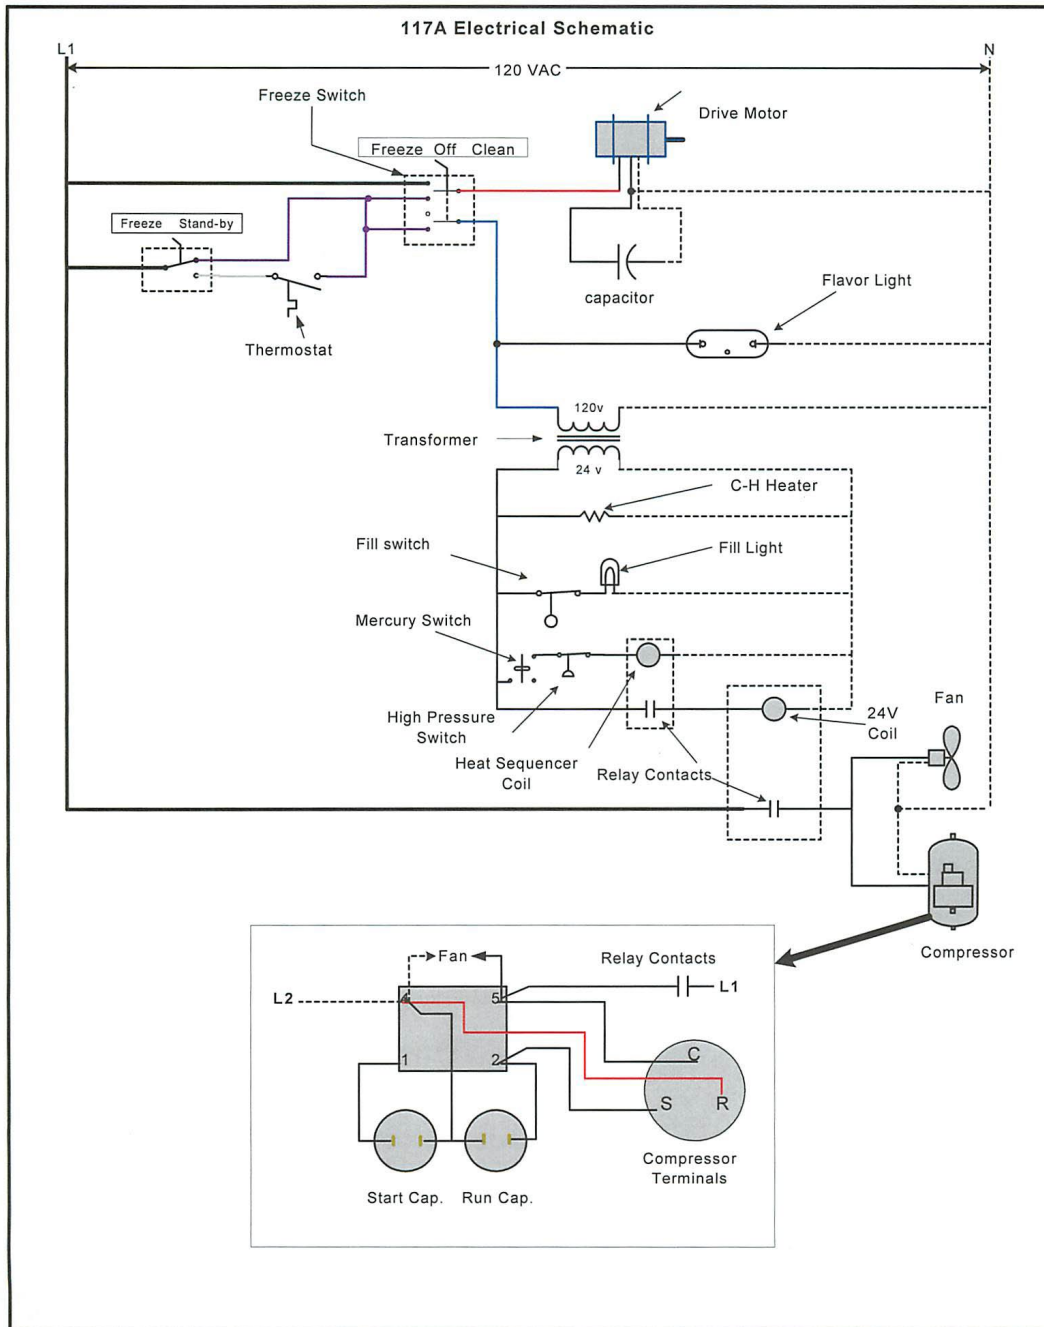 117A Electrical Schematic
L1
N
120 VAC
Freeze Switch
Drive Motor
Freeze Off Clean
Freeze Stand-by
capacitor
Flavor Light
Thermostat
120v
Transformer
24 v
C-H Heater
Fill switch
Fill Light
Mercury Switch
High Pressure
Switch
Heat Sequencer
Coil
Relay Contacts
24V
Coil
Fan
Compressor
Fan
Relay Contacts
L2
L1
4
5
1
2
C
S
R
Compressor
Terminals
Start Cap.
Run Cap.